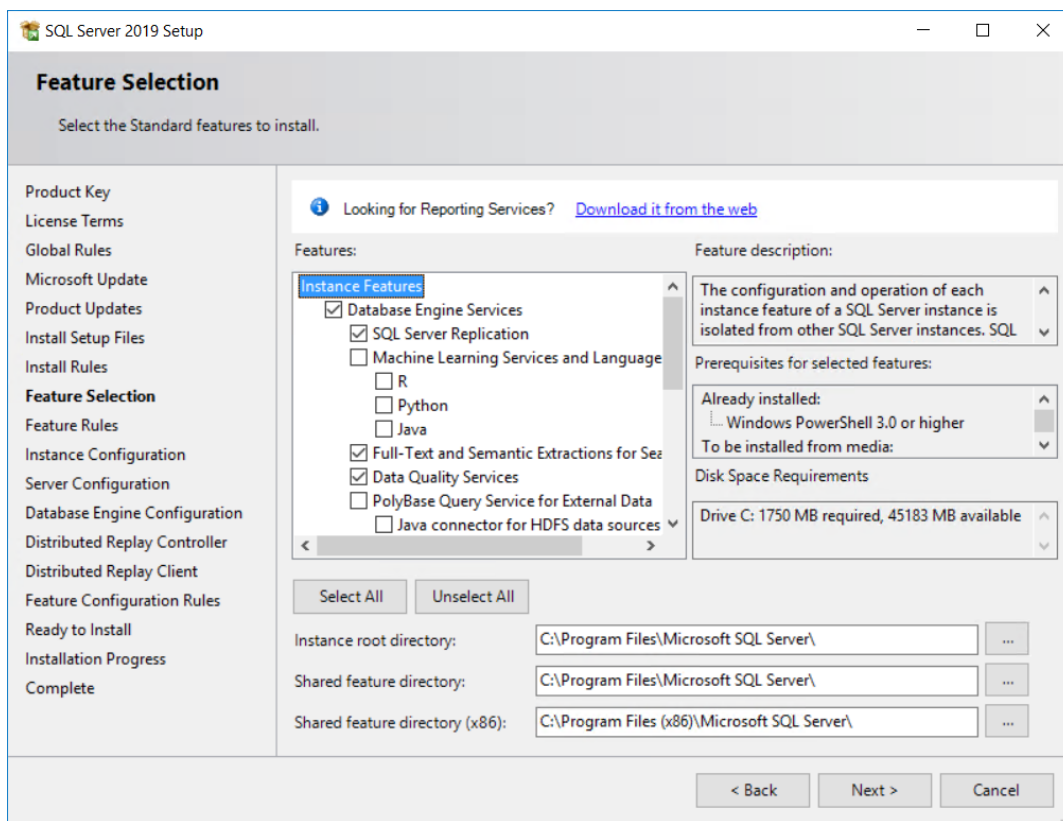 SQL Server 2019 Setup
Feature Selection
Select the Standard features to install.
Product Key
License Terms
Global Rules
Microsoft Update
Product Updates
Install Setup Files
Install Rules
Feature Selection
Feature Rules
Instance Configuration
Server Configuration
Database Engine Configuration
Distributed Replay Controller
Distributed Replay Client
Feature Configuration Rules
Ready to Install
Installation Progress
Complete
Looking for Reporting Services? Download it from the web
Features:
Instance Features
Database Engine Services
SQL Server Replication
Machine Learning Services and Language
R
Python
Java
Full-Text and Semantic Extractions for Sea
Data Quality Services
PolyBase Query Service for External Data
Java connector for HDFS data sources
Feature description:
The configuration and operation of each
instance feature of a SQL Server instance is
isolated from other SQL Server instances. SQL
Prerequisites for selected features:
Already installed:
Windows PowerShell 3.0 or higher
To be installed from media:
Disk Space Requirements
Drive C: 1750 MB required, 45183 MB available
Select All
Unselect All
Instance root directory: C:\Program Files\Microsoft SQL Server\ ...
Shared feature directory: C:\Program Files\Microsoft SQL Server\ ...
Shared feature directory (x86): C:\Program Files (x86)\Microsoft SQL Server\ ...
< Back
Next >
Cancel